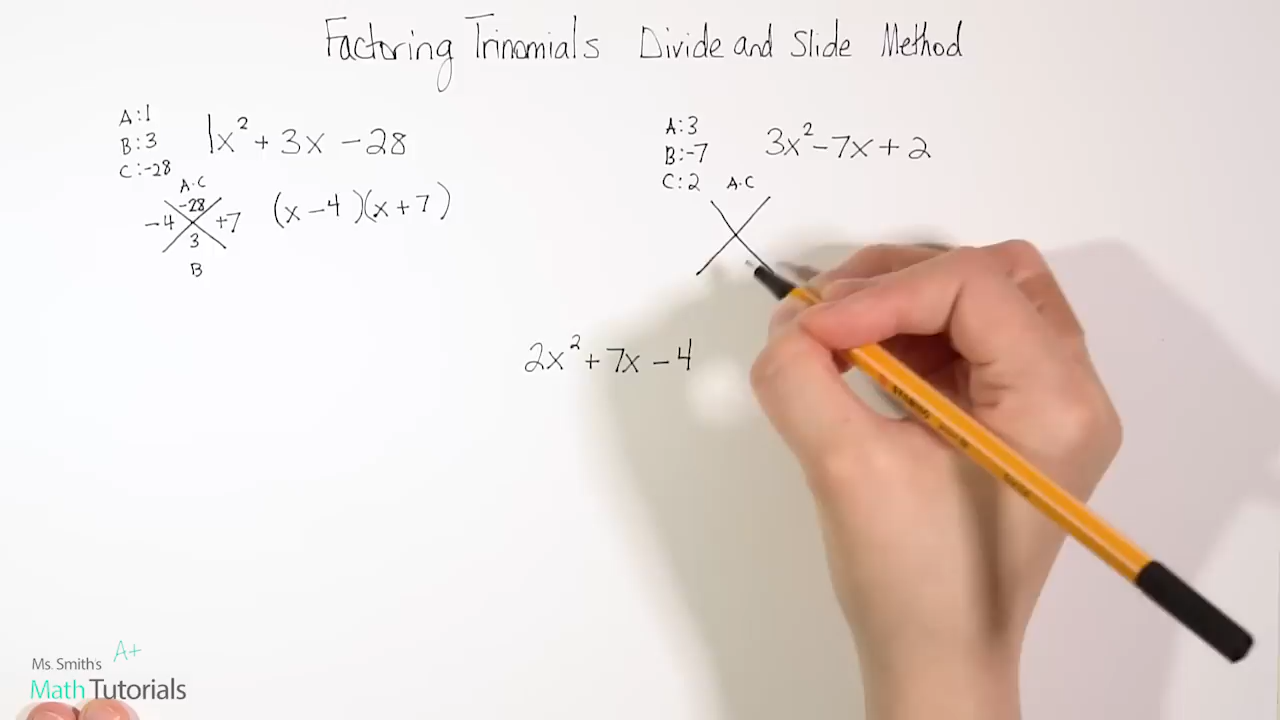 Factoring Trinomials Divide and Slide Method
A:1
B:3
C:-28
1x² + 3x - 28
A·C
-28
-4 +7
3
B
(x - 4)(x + 7)
A:3
B:-7
C:2
3x² - 7x + 2
A·C
2x² + 7x - 4
A+
Ms. Smith's
Math Tutorials